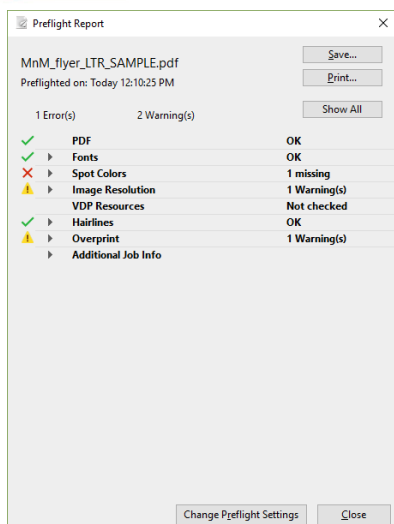 Preflight Report
MnM_flyer_LTR_SAMPLE.pdf
Save...
Preflighted on: Today 12:10:25 PM
Print...
1 Error(s) 2 Warning(s)
Show All
PDF OK
Fonts OK
Spot Colors 1 missing
Image Resolution 1 Warning(s)
VDP Resources Not checked
Hairlines OK
Overprint 1 Warning(s)
Additional Job Info
Change Preflight Settings Close